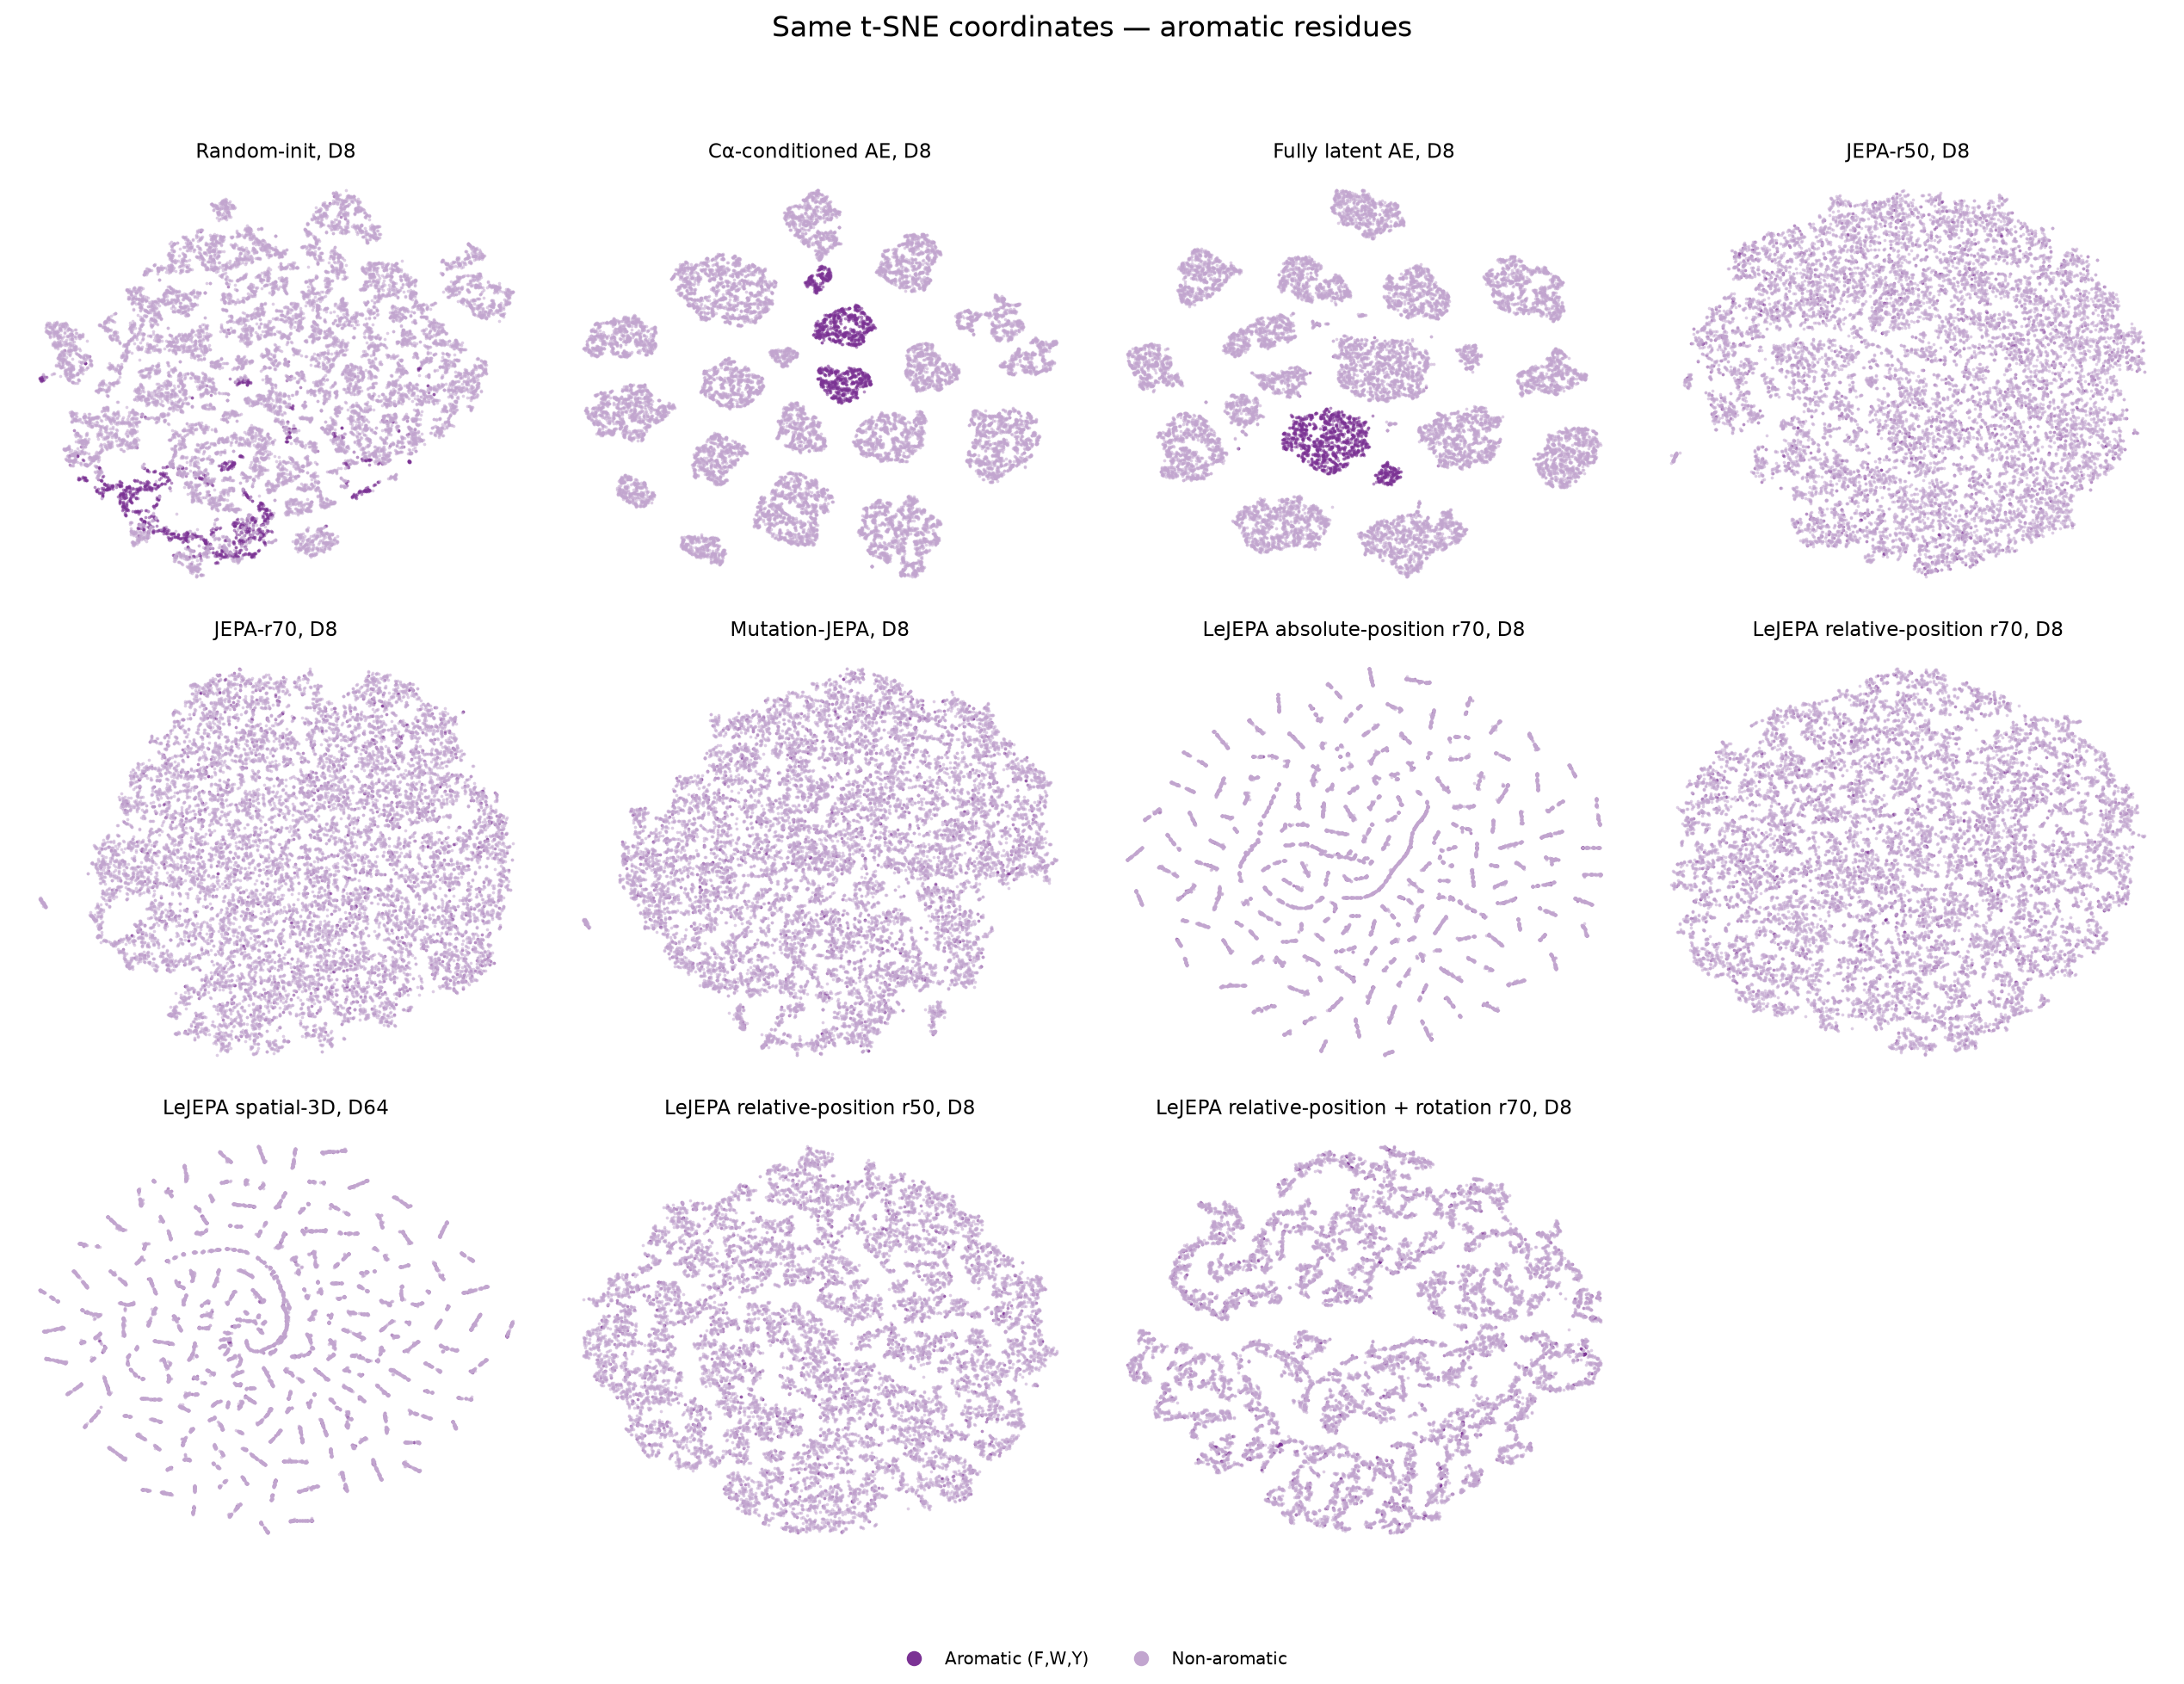 Same t-SNE coordinates — aromatic residues
Random-init, D8
Cα-conditioned AE, D8
Fully latent AE, D8
JEPA-r50, D8
JEPA-r70, D8
Mutation-JEPA, D8
LeJEPA absolute-position r70, D8
LeJEPA relative-position r70, D8
LeJEPA spatial-3D, D64
LeJEPA relative-position r50, D8
LeJEPA relative-position + rotation r70, D8
Aromatic (F,W,Y)
Non-aromatic